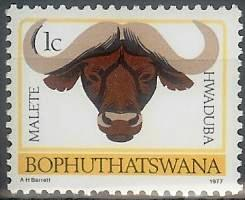 1c
MALETE
HWADUBA
BOPHUTHATSWANA
A H Barrett
1977